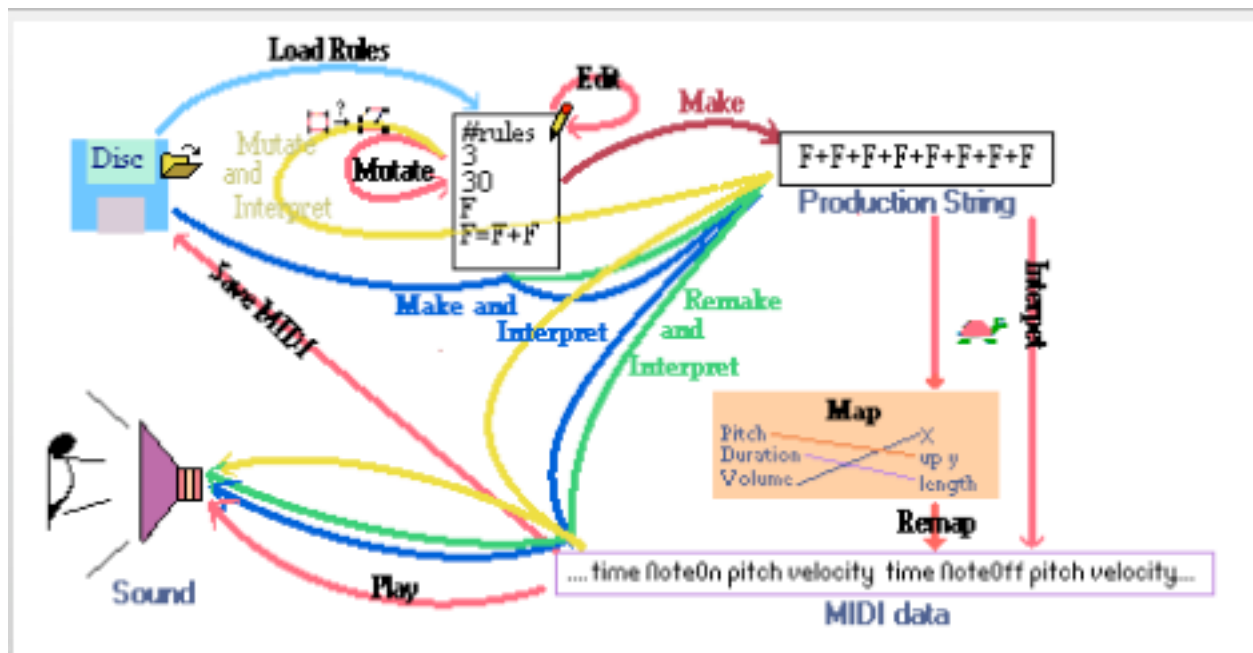 Load Rules
Edit
Make
?
#rules
3
30
F
F=F+F
Disc
Mutate
and
Interpret
Mutate
F+F+F+F+F+F+F+F
Production String
Save MIDI
Make and
Interpret
Remake
and
Interpret
Interpet
Map
Pitch
Duration
Volume
X
up y
length
Remap
Play
Sound
....time NoteOn pitch velocity time NoteOff pitch velocity....
MIDI data